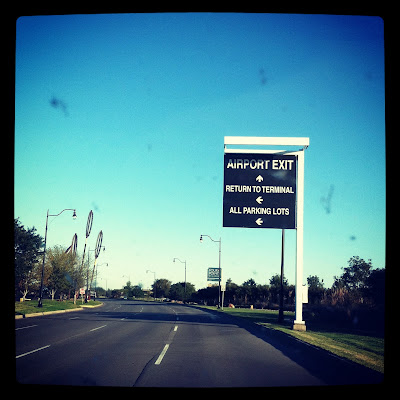 AIRPORT EXIT
RETURN TO TERMINAL
ALL PARKING LOTS